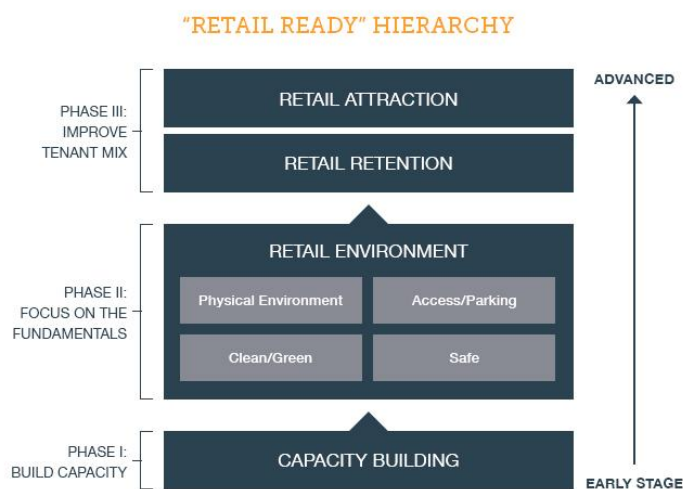 “RETAIL READY” HIERARCHY
ADVANCED
RETAIL ATTRACTION
PHASE III:
IMPROVE
TENANT MIX
RETAIL RETENTION
RETAIL ENVIRONMENT
PHASE II:
FOCUS ON THE
FUNDAMENTALS
Physical Environment
Access/Parking
Clean/Green
Safe
PHASE I:
BUILD CAPACITY
CAPACITY BUILDING
EARLY STAGE